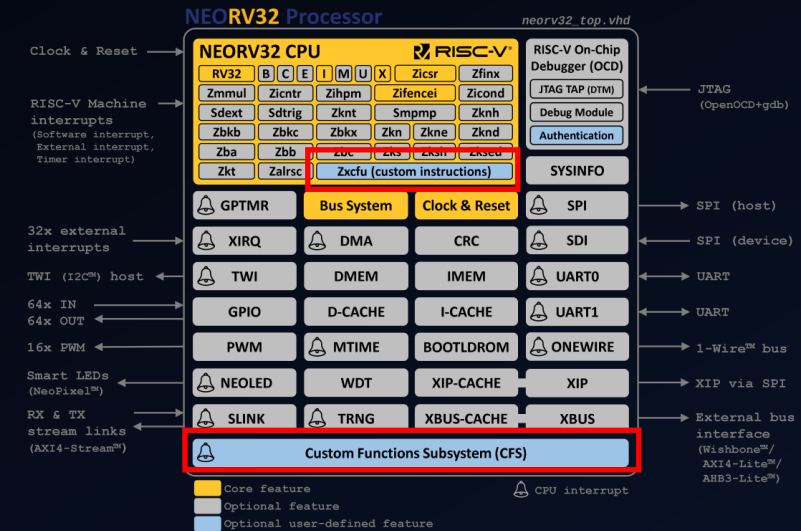 NEORV32 Processor
neorv32_top.vhd
Clock & Reset
RISC-V Machine
interrupts
(Software interrupt,
External interrupt,
Timer interrupt)
32x external
interrupts
TWI (I2C™) host
64x IN
64x OUT
16x PWM
Smart LEDs
(NeoPixel™)
RX & TX
stream links
(AXI4-Stream™)
NEORV32 CPU
RISC-V®
RV32 B C E I M U X Zicsr Zfinx
Zmmul Zicntr Zihpm Zifencei Zicond
Sdext Sdtrig Zknt Smpmp Zknh
Zbkb Zbkc Zbkx Zkn Zkne Zknd
Zba Zbb Zbc Zks Zksh Zksed
Zkt Zalrsc Zxcfu (custom instructions)
RISC-V On-Chip
Debugger (OCD)
JTAG TAP (DTM)
Debug Module
Authentication
SYSINFO
GPTMR Bus System Clock & Reset SPI
XIRQ DMA CRC SDI
TWI DMEM IMEM UART0
GPIO D-CACHE I-CACHE UART1
PWM MTIME BOOTLDROM ONEWIRE
NEOLED WDT XIP-CACHE XIP
SLINK TRNG XBUS-CACHE XBUS
Custom Functions Subsystem (CFS)
JTAG
(OpenOCD+gdb)
SPI (host)
SPI (device)
UART
UART
1-Wire™ bus
XIP via SPI
External bus
interface
(Wishbone™/
AXI4-Lite™/
AHB3-Lite™)
Core feature
Optional feature
Optional user-defined feature
CPU interrupt